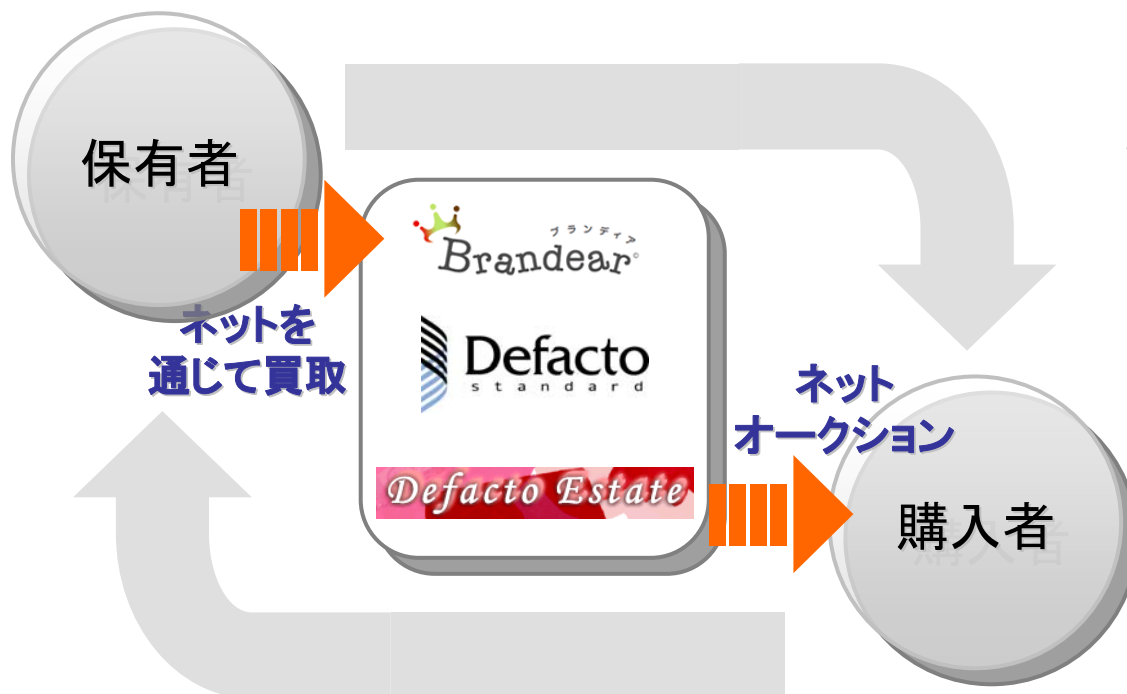 保有者
ネットを
通じて買取
ブランディア
Brandear
Defacto
standard
Defacto Estate
ネット
オークション
購入者